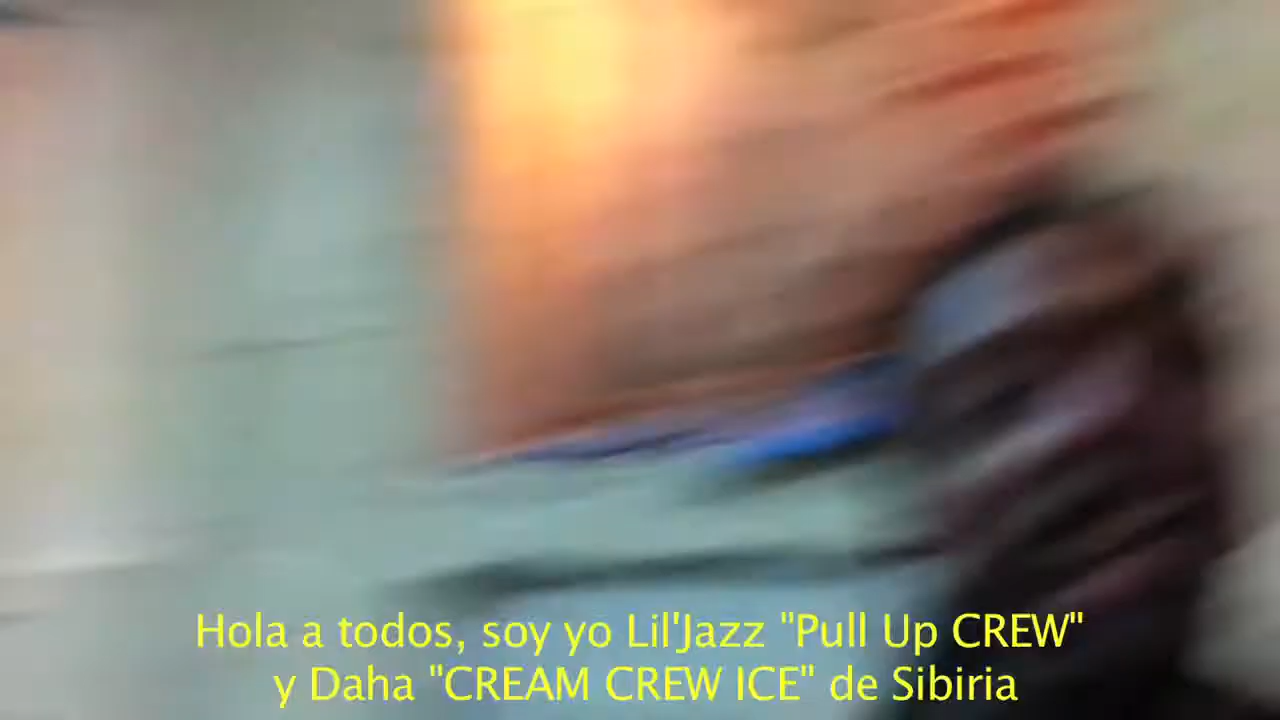 Hola a todos, soy yo Lil'Jazz "Pull Up CREW"
y Daha "CREAM CREW ICE" de Sibiria